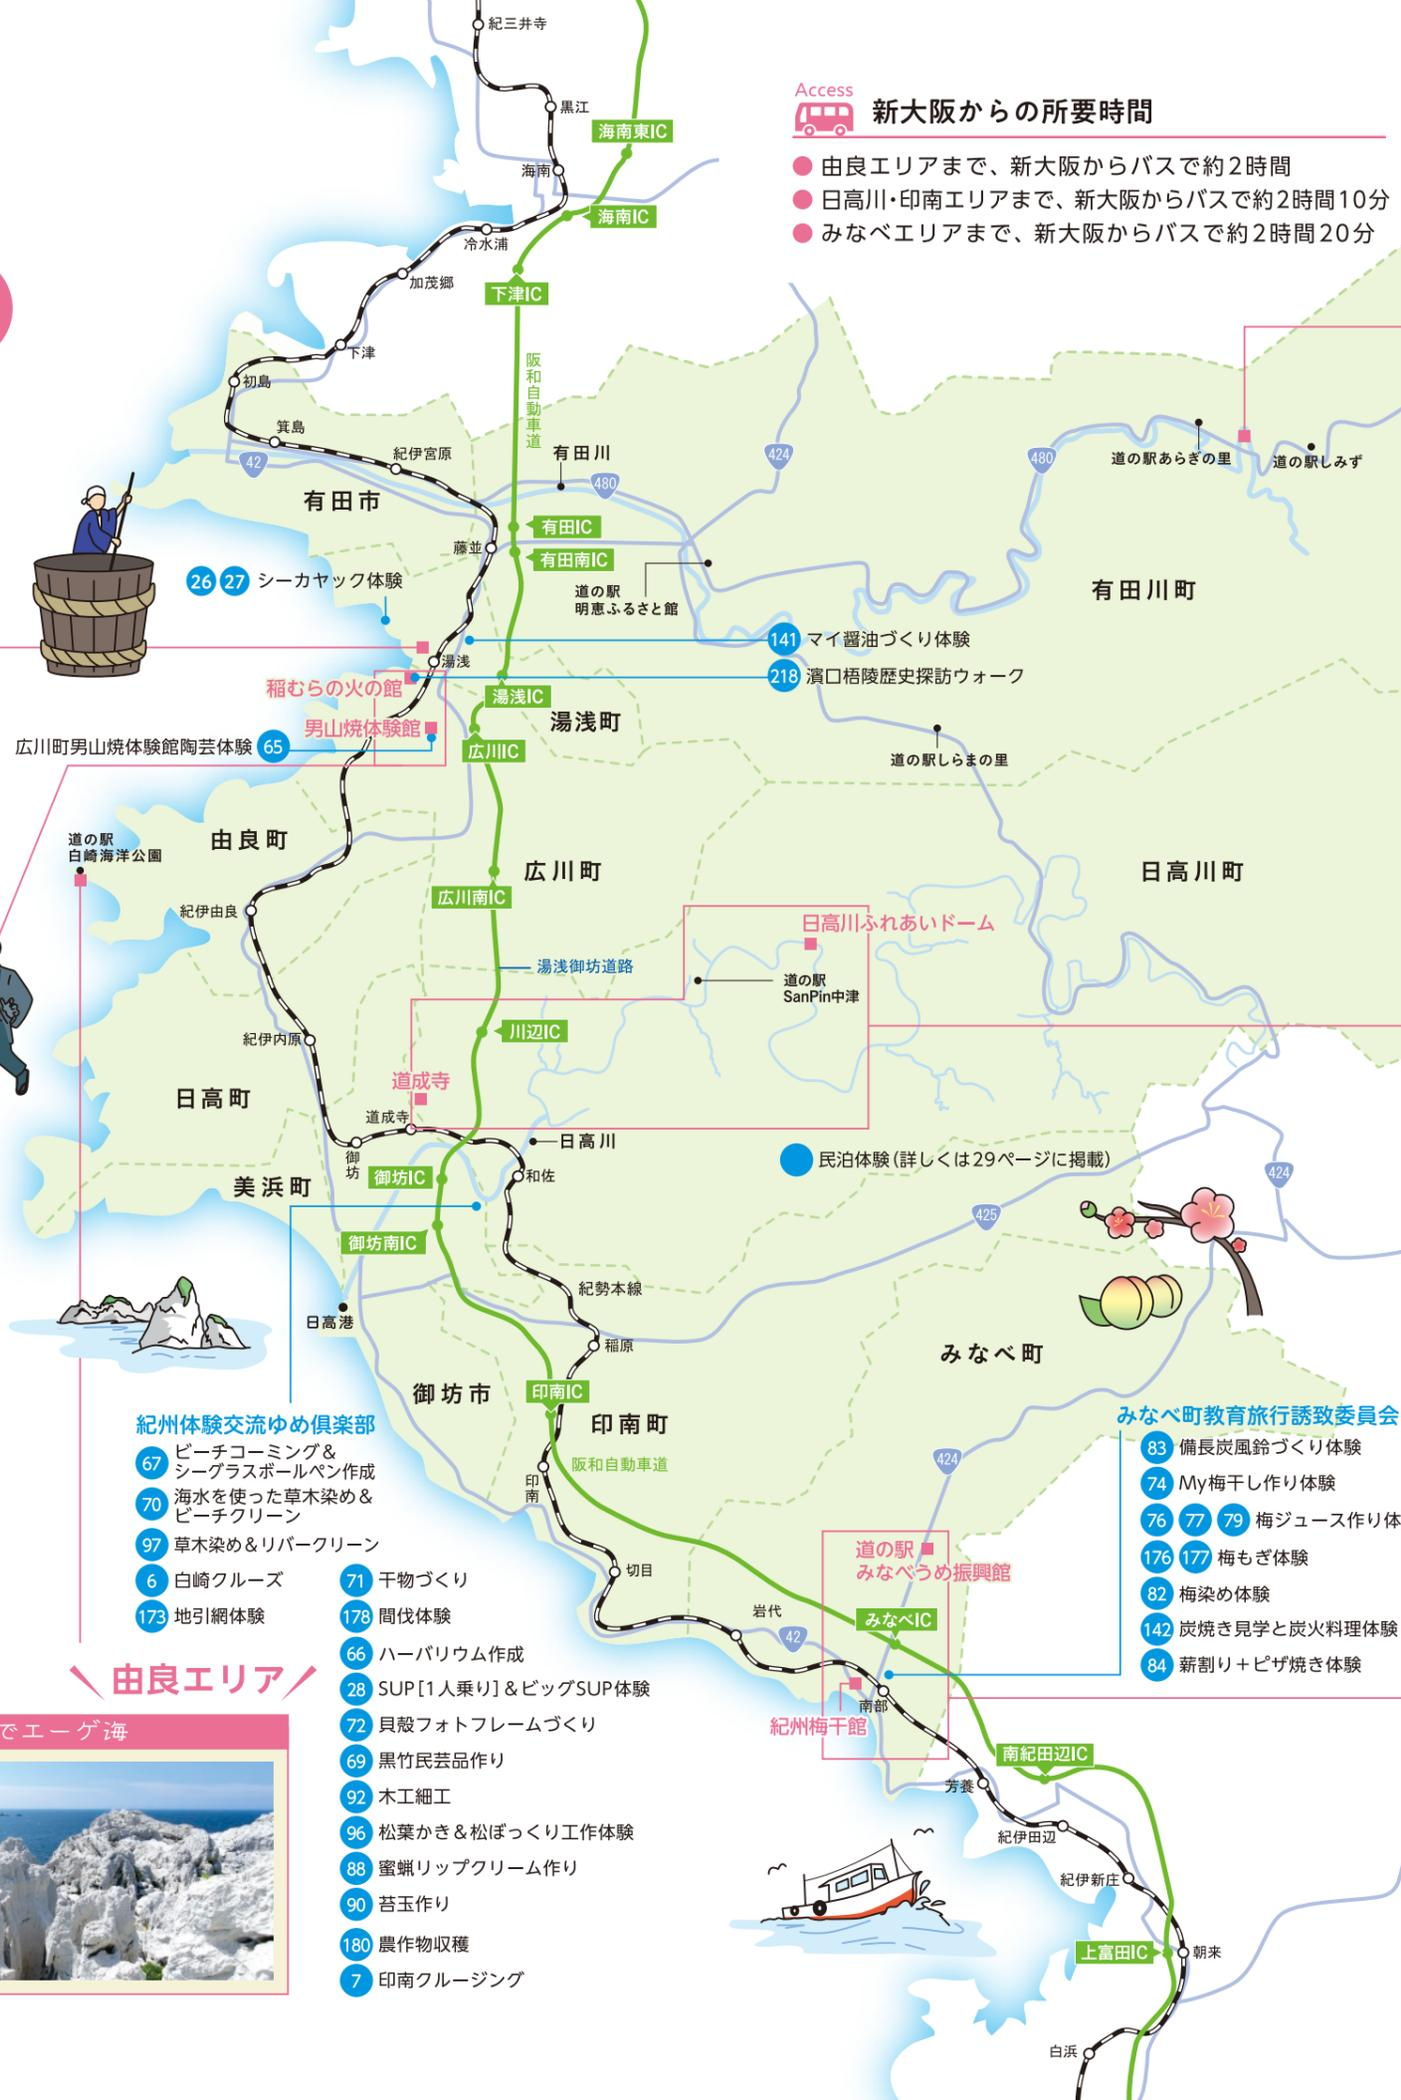 紀三井寺
黒江
海南東IC
海南
海南IC
冷水浦
加茂郷
下津IC
下津
初島
阪和自動車道
Access
新大阪からの所要時間
由良エリアまで、新大阪からバスで約2時間
日高川・印南エリアまで、新大阪からバスで約2時間10分
みなべエリアまで、新大阪からバスで約2時間20分
箕島
紀伊宮原
42
有田川
480
424
480
道の駅あらぎの里
道の駅しみず
有田市
藤並
有田IC
有田南IC
道の駅
明恵ふるさと館
有田川町
26 27 シーカヤック体験
141 マイ醤油づくり体験
湯浅
218 濱口梧陵歴史探訪ウォーク
稲むらの火の館
湯浅IC
湯浅町
男山焼体験館
広川町男山焼体験館陶芸体験 65
広川IC
道の駅しらまの里
道の駅
白崎海洋公園
由良町
広川町
日高川町
広川南IC
紀伊由良
日高川ふれあいドーム
湯浅御坊道路
道の駅
SanPin中津
川辺IC
紀伊内原
道成寺
日高町
道成寺
御坊
日高川
和佐
御坊IC
美浜町
民泊体験（詳しくは29ページに掲載）
424
425
御坊南IC
紀勢本線
日高港
稲原
みなべ町
御坊市
印南IC
印南町
阪和自動車道
印南
424
紀州体験交流ゆめ倶楽部
67 ビーチコーミング＆
シーグラスボールペン作成
70 海水を使った草木染め＆
ビーチクリーン
97 草木染め＆リバークリーン
6 白崎クルーズ
173 地引網体験
71 干物づくり
178 間伐体験
66 ハーバリウム作成
28 SUP[1人乗り]＆ビッグSUP体験
72 貝殻フォトフレームづくり
69 黒竹民芸品作り
92 木工細工
96 松葉かき＆松ぼっくり工作体験
88 蜜蝋リップクリーム作り
90 苔玉作り
180 農作物収穫
7 印南クルージング
みなべ町教育旅行誘致委員会
83 備長炭風鈴づくり体験
74 My梅干し作り体験
76 77 79 梅ジュース作り体
176 177 梅もぎ体験
82 梅染め体験
142 炭焼き見学と炭火料理体験
84 薪割り＋ピザ焼き体験
道の駅
みなべうめ振興館
切目
岩代
42
みなべIC
南部
紀州梅干館
由良エリア
でエーゲ海
南紀田辺IC
芳養
紀伊田辺
紀伊新庄
上富田IC
朝来
白浜